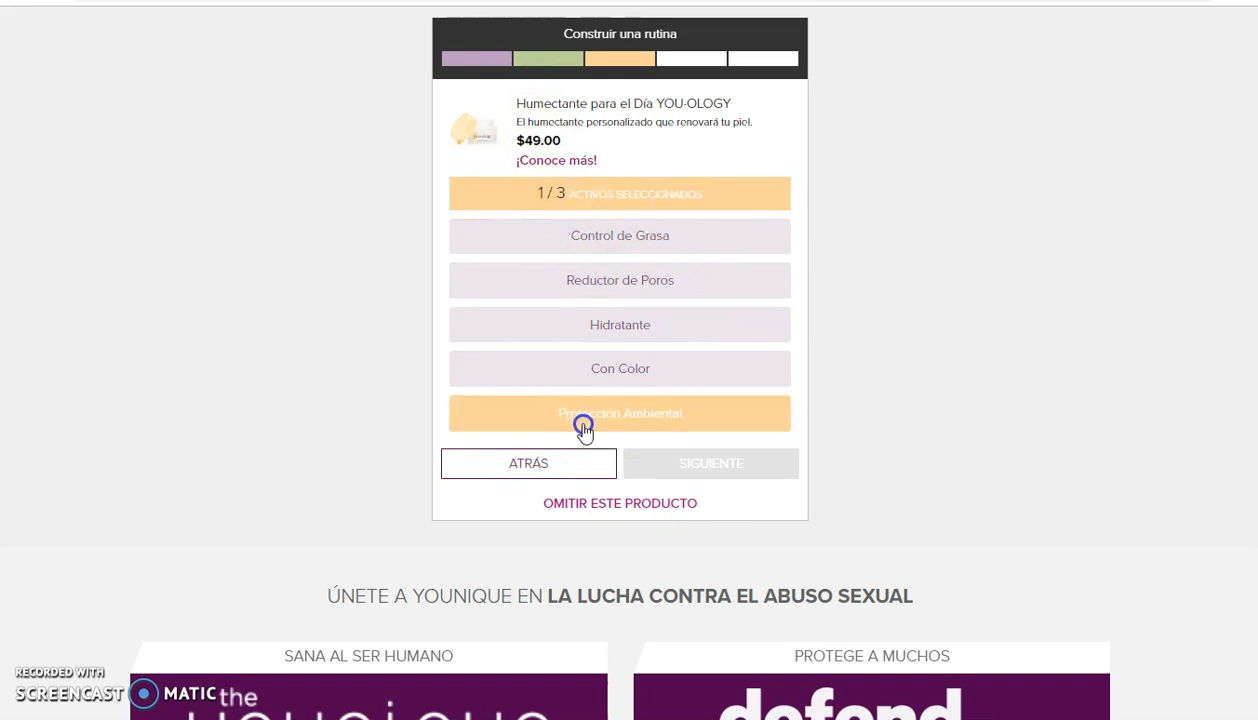 Construir una rutina
Humectante para el Día YOU·OLOGY
El humectante personalizado que renovará tu piel.
$49.00
¡Conoce más!
1 / 3 ACTIVOS SELECCIONADOS
Control de Grasa
Reductor de Poros
Hidratante
Con Color
Protección Ambiental
ATRÁS
SIGUIENTE
OMITIR ESTE PRODUCTO
ÚNETE A YOUNIQUE EN LA LUCHA CONTRA EL ABUSO SEXUAL
SANA AL SER HUMANO
PROTEGE A MUCHOS
the
defend
RECORDED WITH
SCREENCAST MATIC